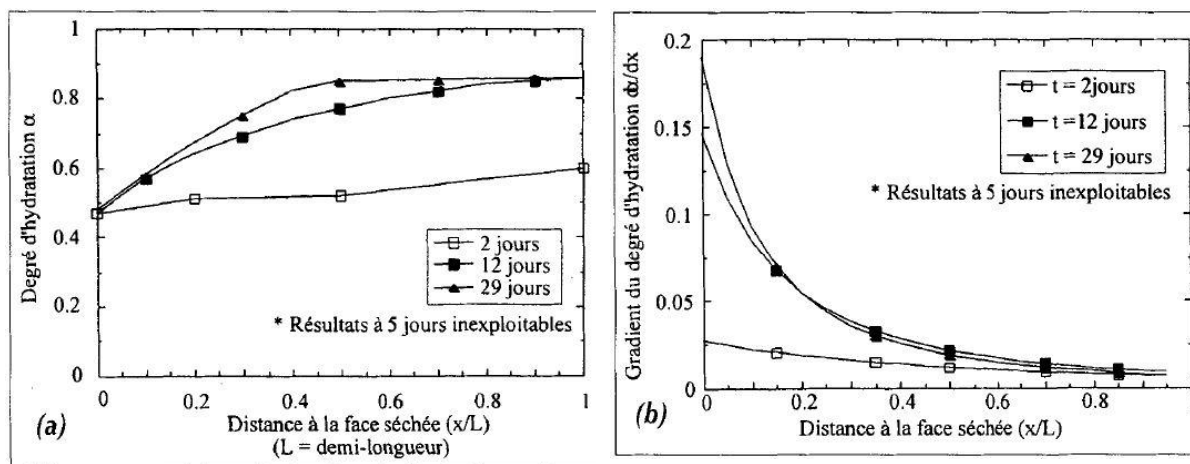 1
0.8
0.6
0.4
0.2
0
0 0.2 0.4 0.6 0.8 1
Degré d'hydratation α
2 jours
12 jours
29 jours
* Résultats à 5 jours inexploitables
Distance à la face séchée (x/L)
(L = demi-longueur)
(a)
0.2
0.15
0.1
0.05
0
0 0.2 0.4 0.6 0.8
Gradient du degré d'hydratation dα/dx
t = 2jours
t = 12 jours
t = 29 jours
* Résultats à 5 jours inexploitables
Distance à la face séchée (x/L)
(b)